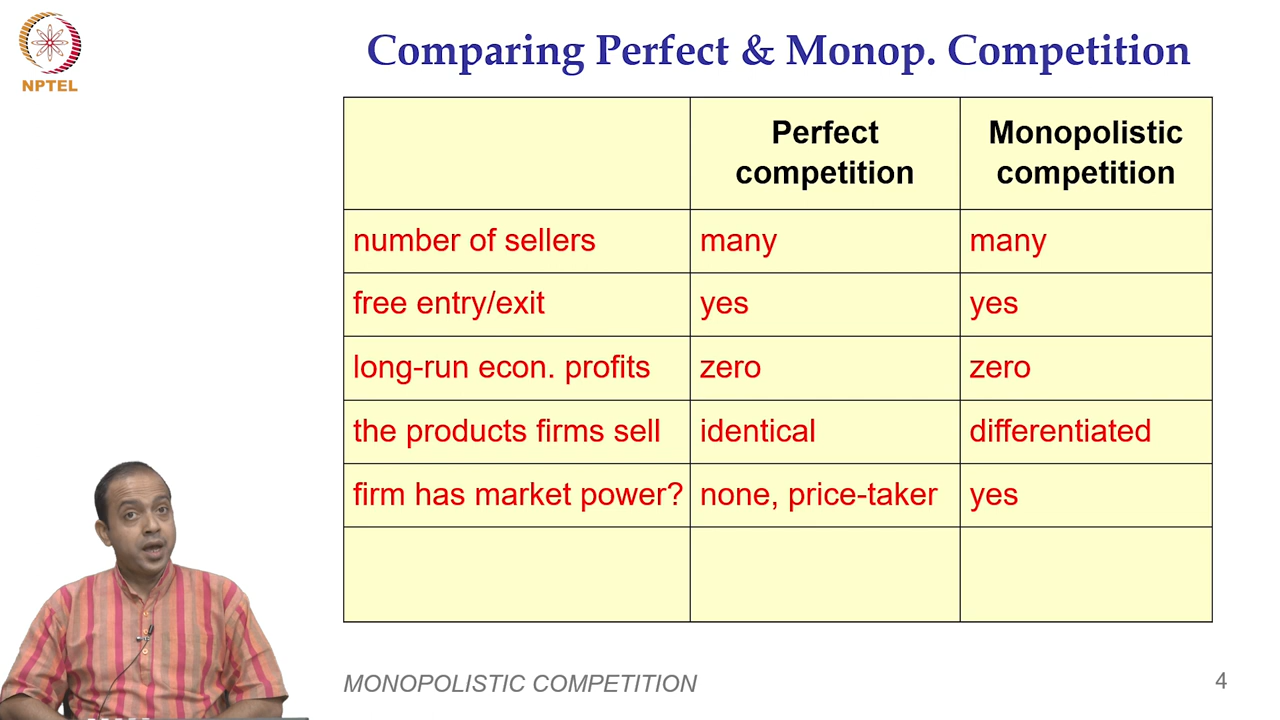 NPTEL
Comparing Perfect & Monop. Competition
Perfect competition
Monopolistic competition
number of sellers many many
free entry/exit yes yes
long-run econ. profits zero zero
the products firms sell identical differentiated
firm has market power? none, price-taker yes
MONOPOLISTIC COMPETITION 4